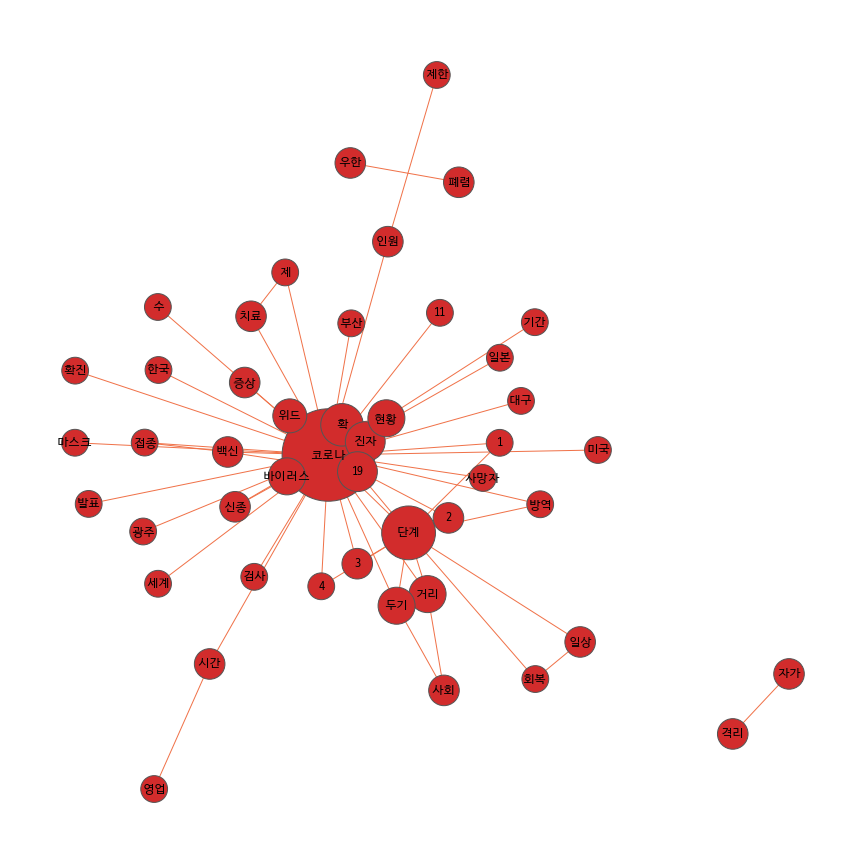 제한
우한
폐렴
인원
제
수
치료
부산
11
기간
일본
확진
한국
증상
대구
위드
확
현황
진자
마스크
접종
백신
코로나
1
미국
바이러스
19
사망자
발표
신종
방역
광주
2
단계
3
세계
검사
4
두기
거리
일상
시간
회복
사회
자가
격리
영업